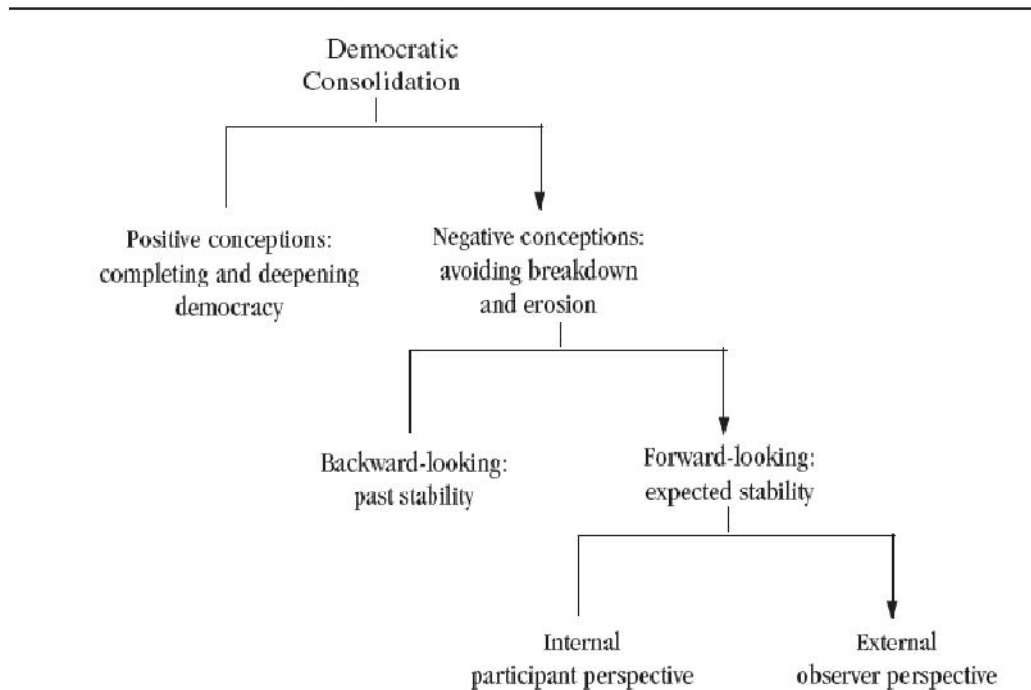 Democratic
Consolidation
Positive conceptions:
completing and deepening
democracy
Negative conceptions:
avoiding breakdown
and erosion
Backward-looking:
past stability
Forward-looking:
expected stability
Internal
participant perspective
External
observer perspective